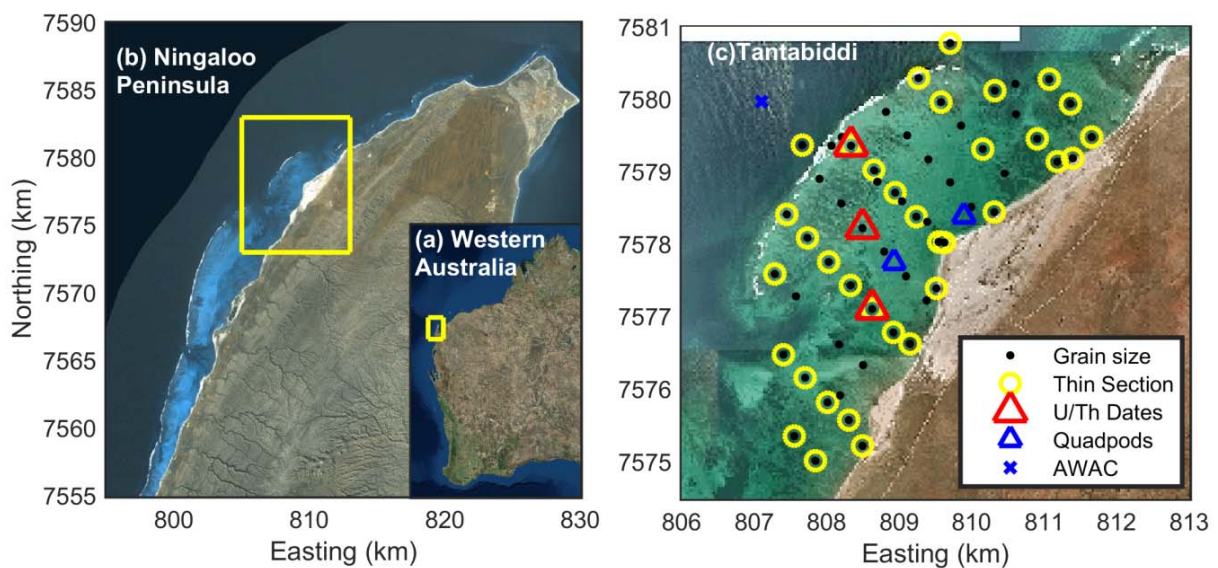 (b) Ningaloo
Peninsula
(a) Western
Australia
7590
7585
7580
7575
7570
7565
7560
7555
Northing (km)
800
810
820
830
Easting (km)
(c)Tantabiddi
7581
7580
7579
7578
7577
7576
7575
806
807
808
809
810
811
812
813
Easting (km)
Grain size
Thin Section
U/Th Dates
Quadpods
AWAC